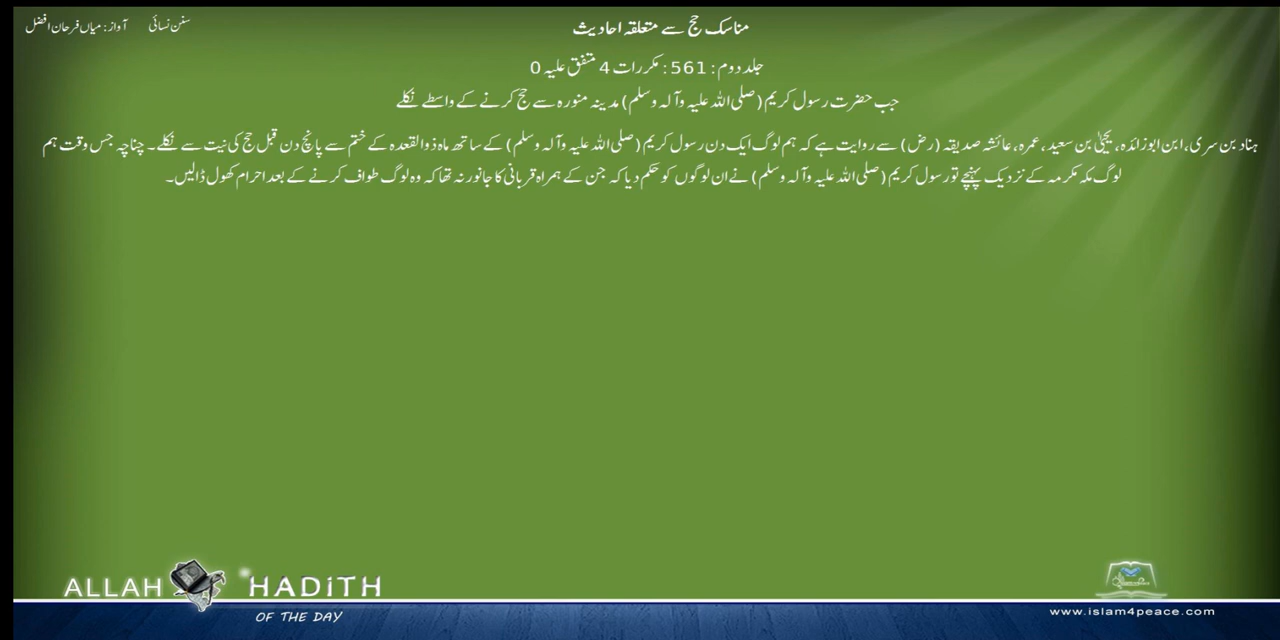 مناسک حج سے متعلقہ احادیث
سنن نسائی آواز: میاں فرحان افضل
جلد دوم : 561 : مکررات 4 متفق علیہ 0
جب حضرت رسول کریم (صلی اللہ علیہ وآلہ وسلم) مدینہ منورہ سے حج کرنے کے واسطے نکلے
ہناد بن سری، ابن ابوزائدہ، یحییٰ بن سعید، عمرہ، عائشہ صدیقتہ (رض) سے روایت ہے کہ ہم لوگ ایک دن رسول کریم (صلی اللہ علیہ وآلہ وسلم) کے ساتھ ماہ ذوالقعدہ کے ختم سے پانچ دن قبل حج کی نیت سے نکلے۔ چناچہ جس وقت ہم
لوگ مکہ مکرمہ کے نزدیک پہنچے تو رسول کریم (صلی اللہ علیہ وآلہ وسلم) نے ان لوگوں کو حکم دیا کہ جن کے ہمراہ قربانی کا جانور نہ تھا کہ وہ لوگ طواف کرنے کے بعد احرام کھول ڈالیں۔
ALLAH HADITH
OF THE DAY
www.islam4peace.com